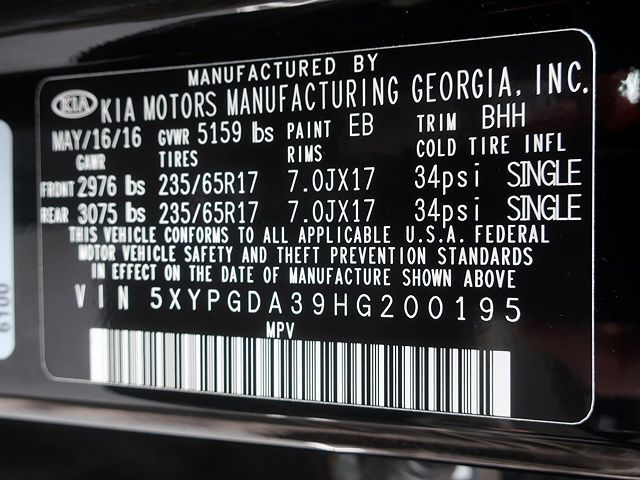 MANUFACTURED BY
KIA KIA MOTORS MANUFACTURING GEORGIA, INC.
MAY/16/16 GVWR 5159 lbs PAINT EB TRIM BHH
GAWR TIRES RIMS COLD TIRE INFL
FRONT 2976 lbs 235/65R17 7.0JX17 34psi SINGLE
REAR 3075 lbs 235/65R17 7.0JX17 34psi SINGLE
THIS VEHICLE CONFORMS TO ALL APPLICABLE U.S.A. FEDERAL
MOTOR VEHICLE SAFETY AND THEFT PREVENTION STANDARDS
IN EFFECT ON THE DATE OF MANUFACTURE SHOWN ABOVE
VIN 5XYPGDA39HG200195
MPV
6100